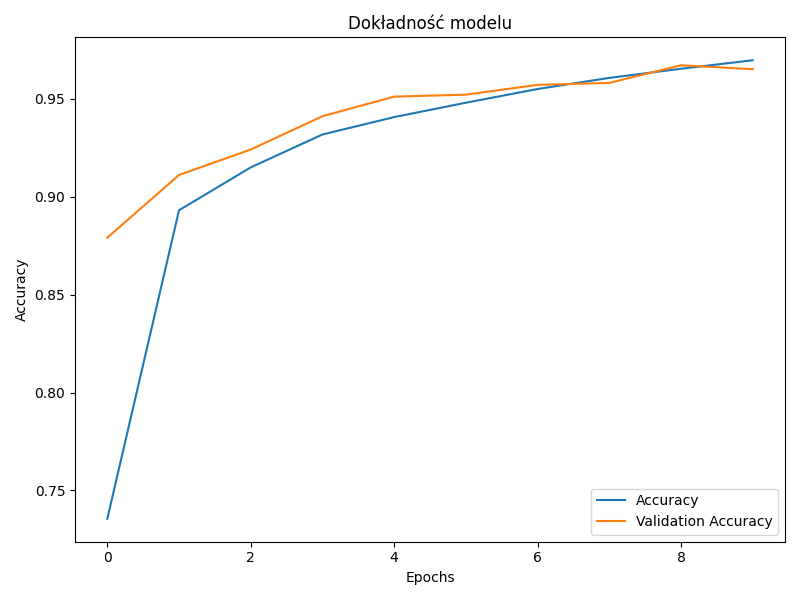 Dokładność modelu
Accuracy
0.95
0.90
0.85
0.80
0.75
0 2 4 6 8
Epochs
Accuracy
Validation Accuracy